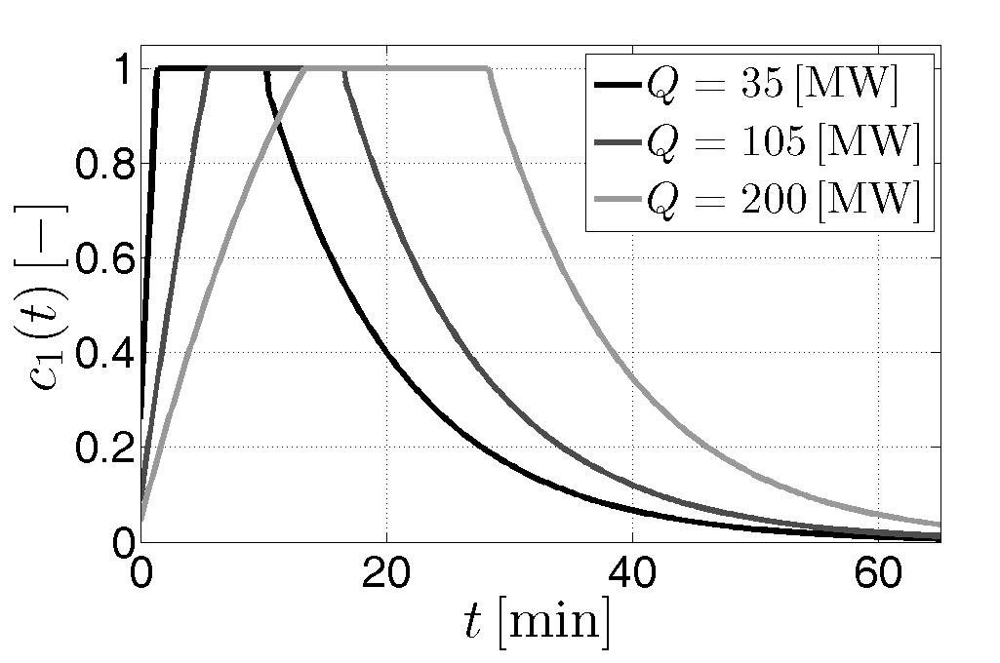 1
0.8
0.6
0.4
0.2
0
c₁(t) [−]
0 20 40 60
t [min]
Q = 35 [MW]
Q = 105 [MW]
Q = 200 [MW]